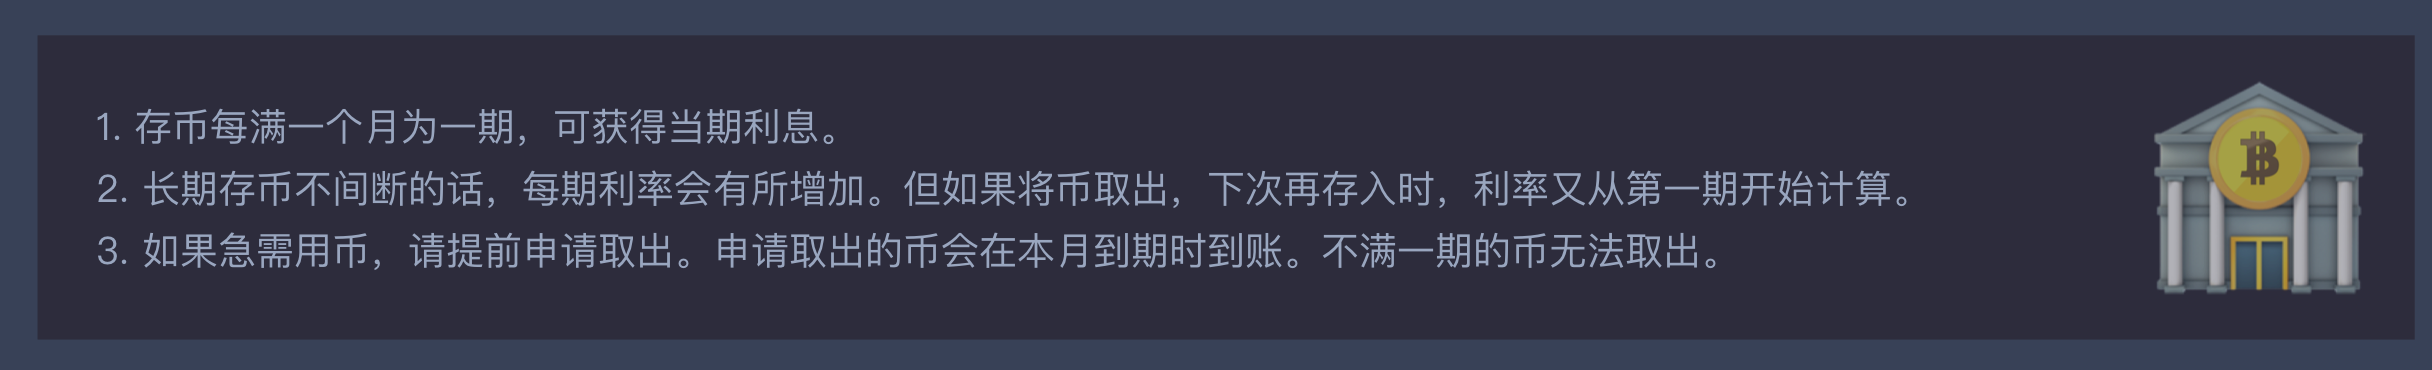 1. 存币每满一个月为一期，可获得当期利息。
2. 长期存币不间断的话，每期利率会有所增加。但如果将币取出，下次再存入时，利率又从第一期开始计算。
3. 如果急需用币，请提前申请取出。申请取出的币会在本月到期时到账。不满一期的币无法取出。